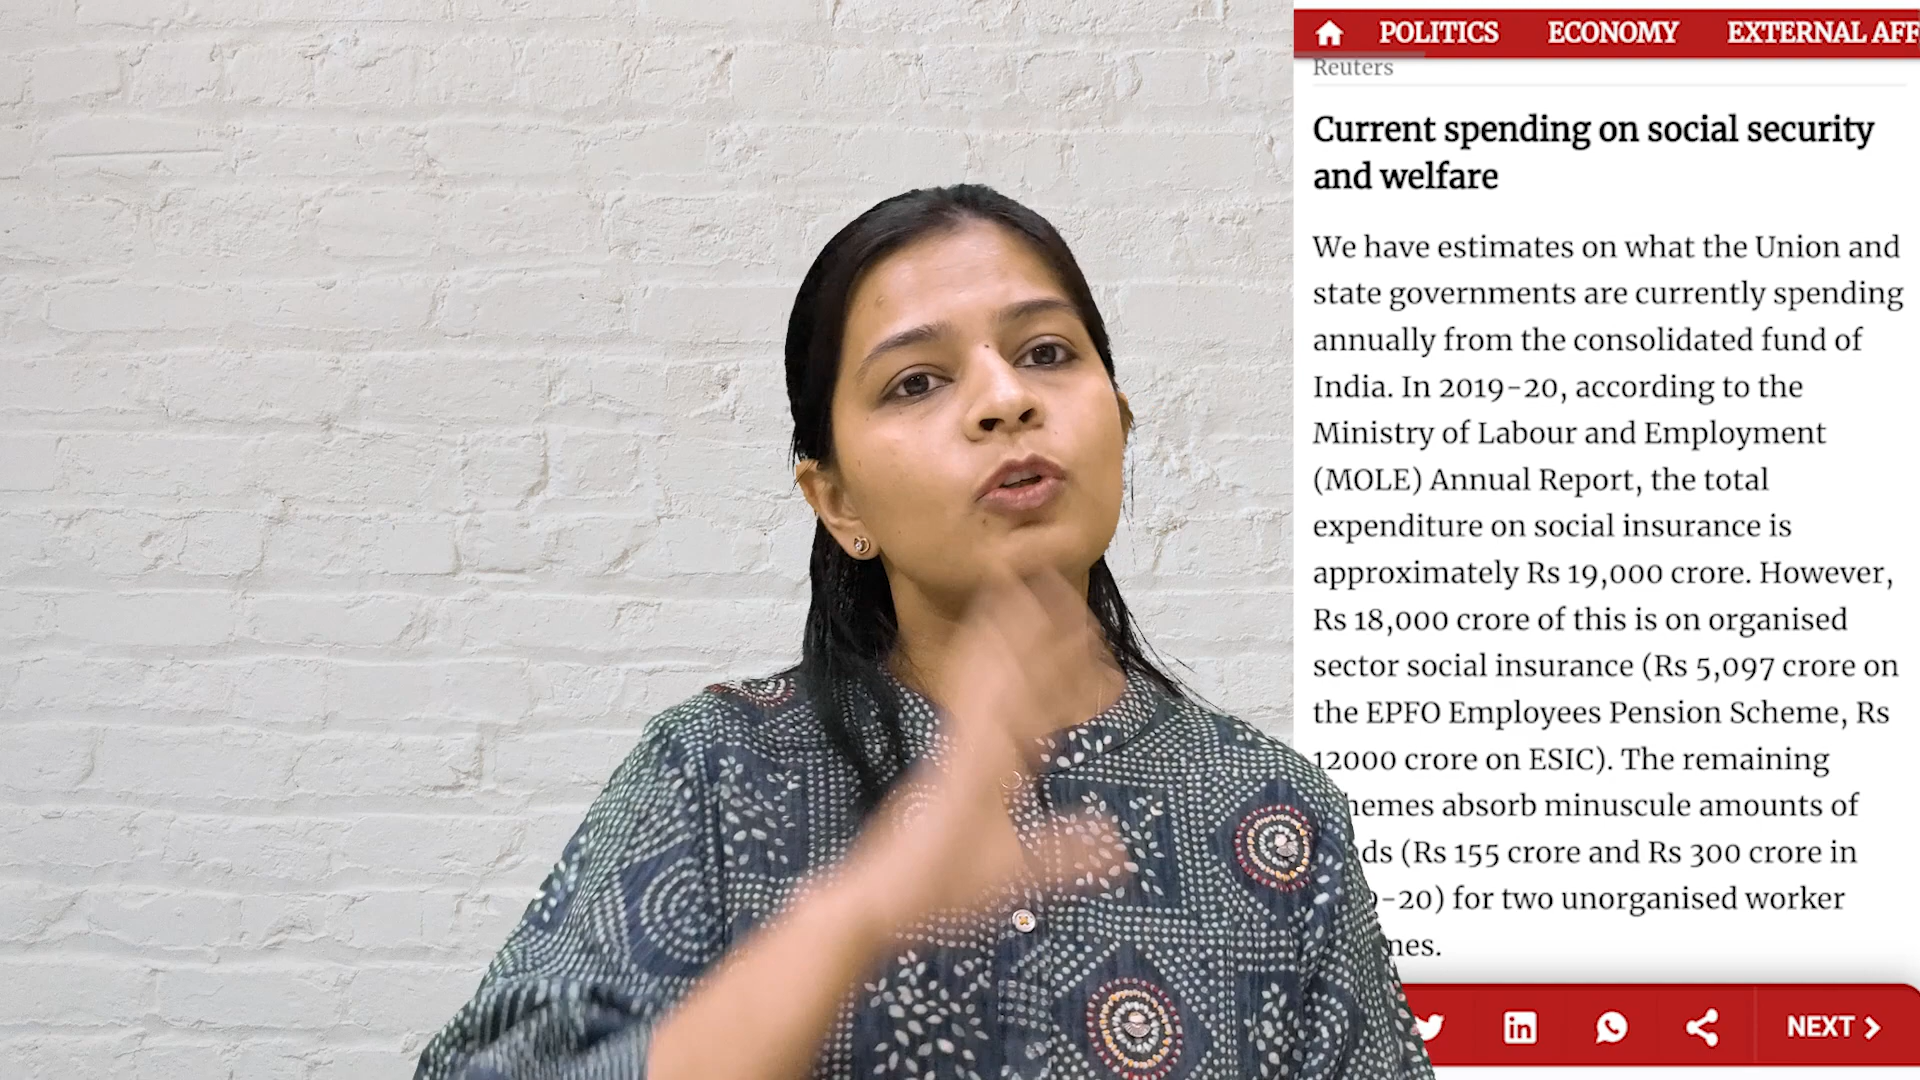 POLITICS ECONOMY EXTERNAL AFF
Reuters
Current spending on social security
and welfare
We have estimates on what the Union and
state governments are currently spending
annually from the consolidated fund of
India. In 2019-20, according to the
Ministry of Labour and Employment
(MOLE) Annual Report, the total
expenditure on social insurance is
approximately Rs 19,000 crore. However,
Rs 18,000 crore of this is on organised
sector social insurance (Rs 5,097 crore on
the EPFO Employees Pension Scheme, Rs
12000 crore on ESIC). The remaining
hemes absorb minuscule amounts of
ds (Rs 155 crore and Rs 300 crore in
-20) for two unorganised worker
mes.
NEXT